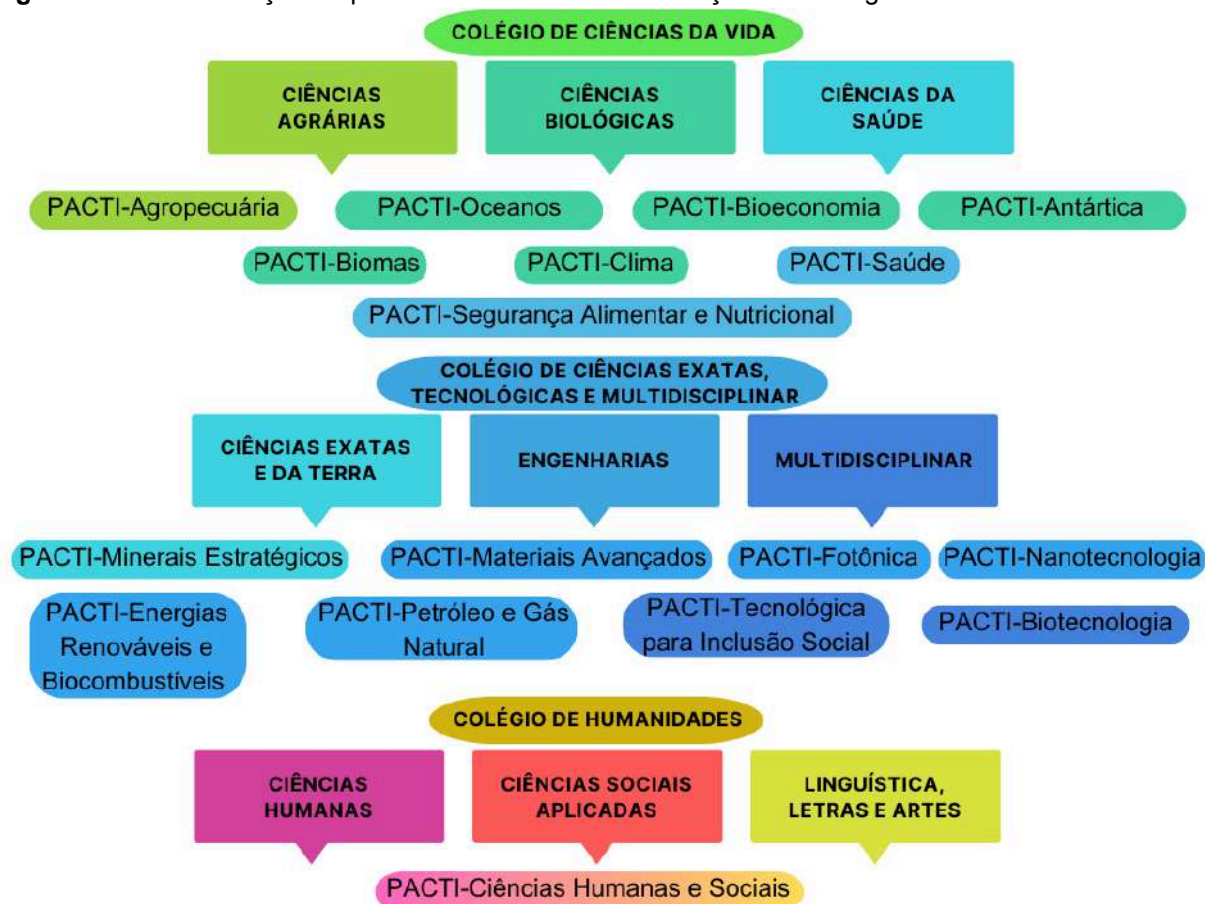 COLÉGIO DE CIÊNCIAS DA VIDA
CIÊNCIAS
AGRÁRIAS
CIÊNCIAS
BIOLÓGICAS
CIÊNCIAS DA
SAÚDE
PACTI-Agropecuária
PACTI-Oceanos
PACTI-Bioeconomia
PACTI-Antártica
PACTI-Biomas
PACTI-Clima
PACTI-Saúde
PACTI-Segurança Alimentar e Nutricional
COLÉGIO DE CIÊNCIAS EXATAS,
TECNOLÓGICAS E MULTIDISCIPLINAR
CIÊNCIAS EXATAS
E DA TERRA
ENGENHARIAS
MULTIDISCIPLINAR
PACTI-Minerais Estratégicos
PACTI-Materiais Avançados
PACTI-Fotônica
PACTI-Nanotecnologia
PACTI-Energias
Renováveis e
Biocombustíveis
PACTI-Petróleo e Gás
Natural
PACTI-Tecnológica
para Inclusão Social
PACTI-Biotecnologia
COLÉGIO DE HUMANIDADES
CIÊNCIAS
HUMANAS
CIÊNCIAS SOCIAIS
APLICADAS
LINGUÍSTICA,
LETRAS E ARTES
PACTI-Ciências Humanas e Sociais